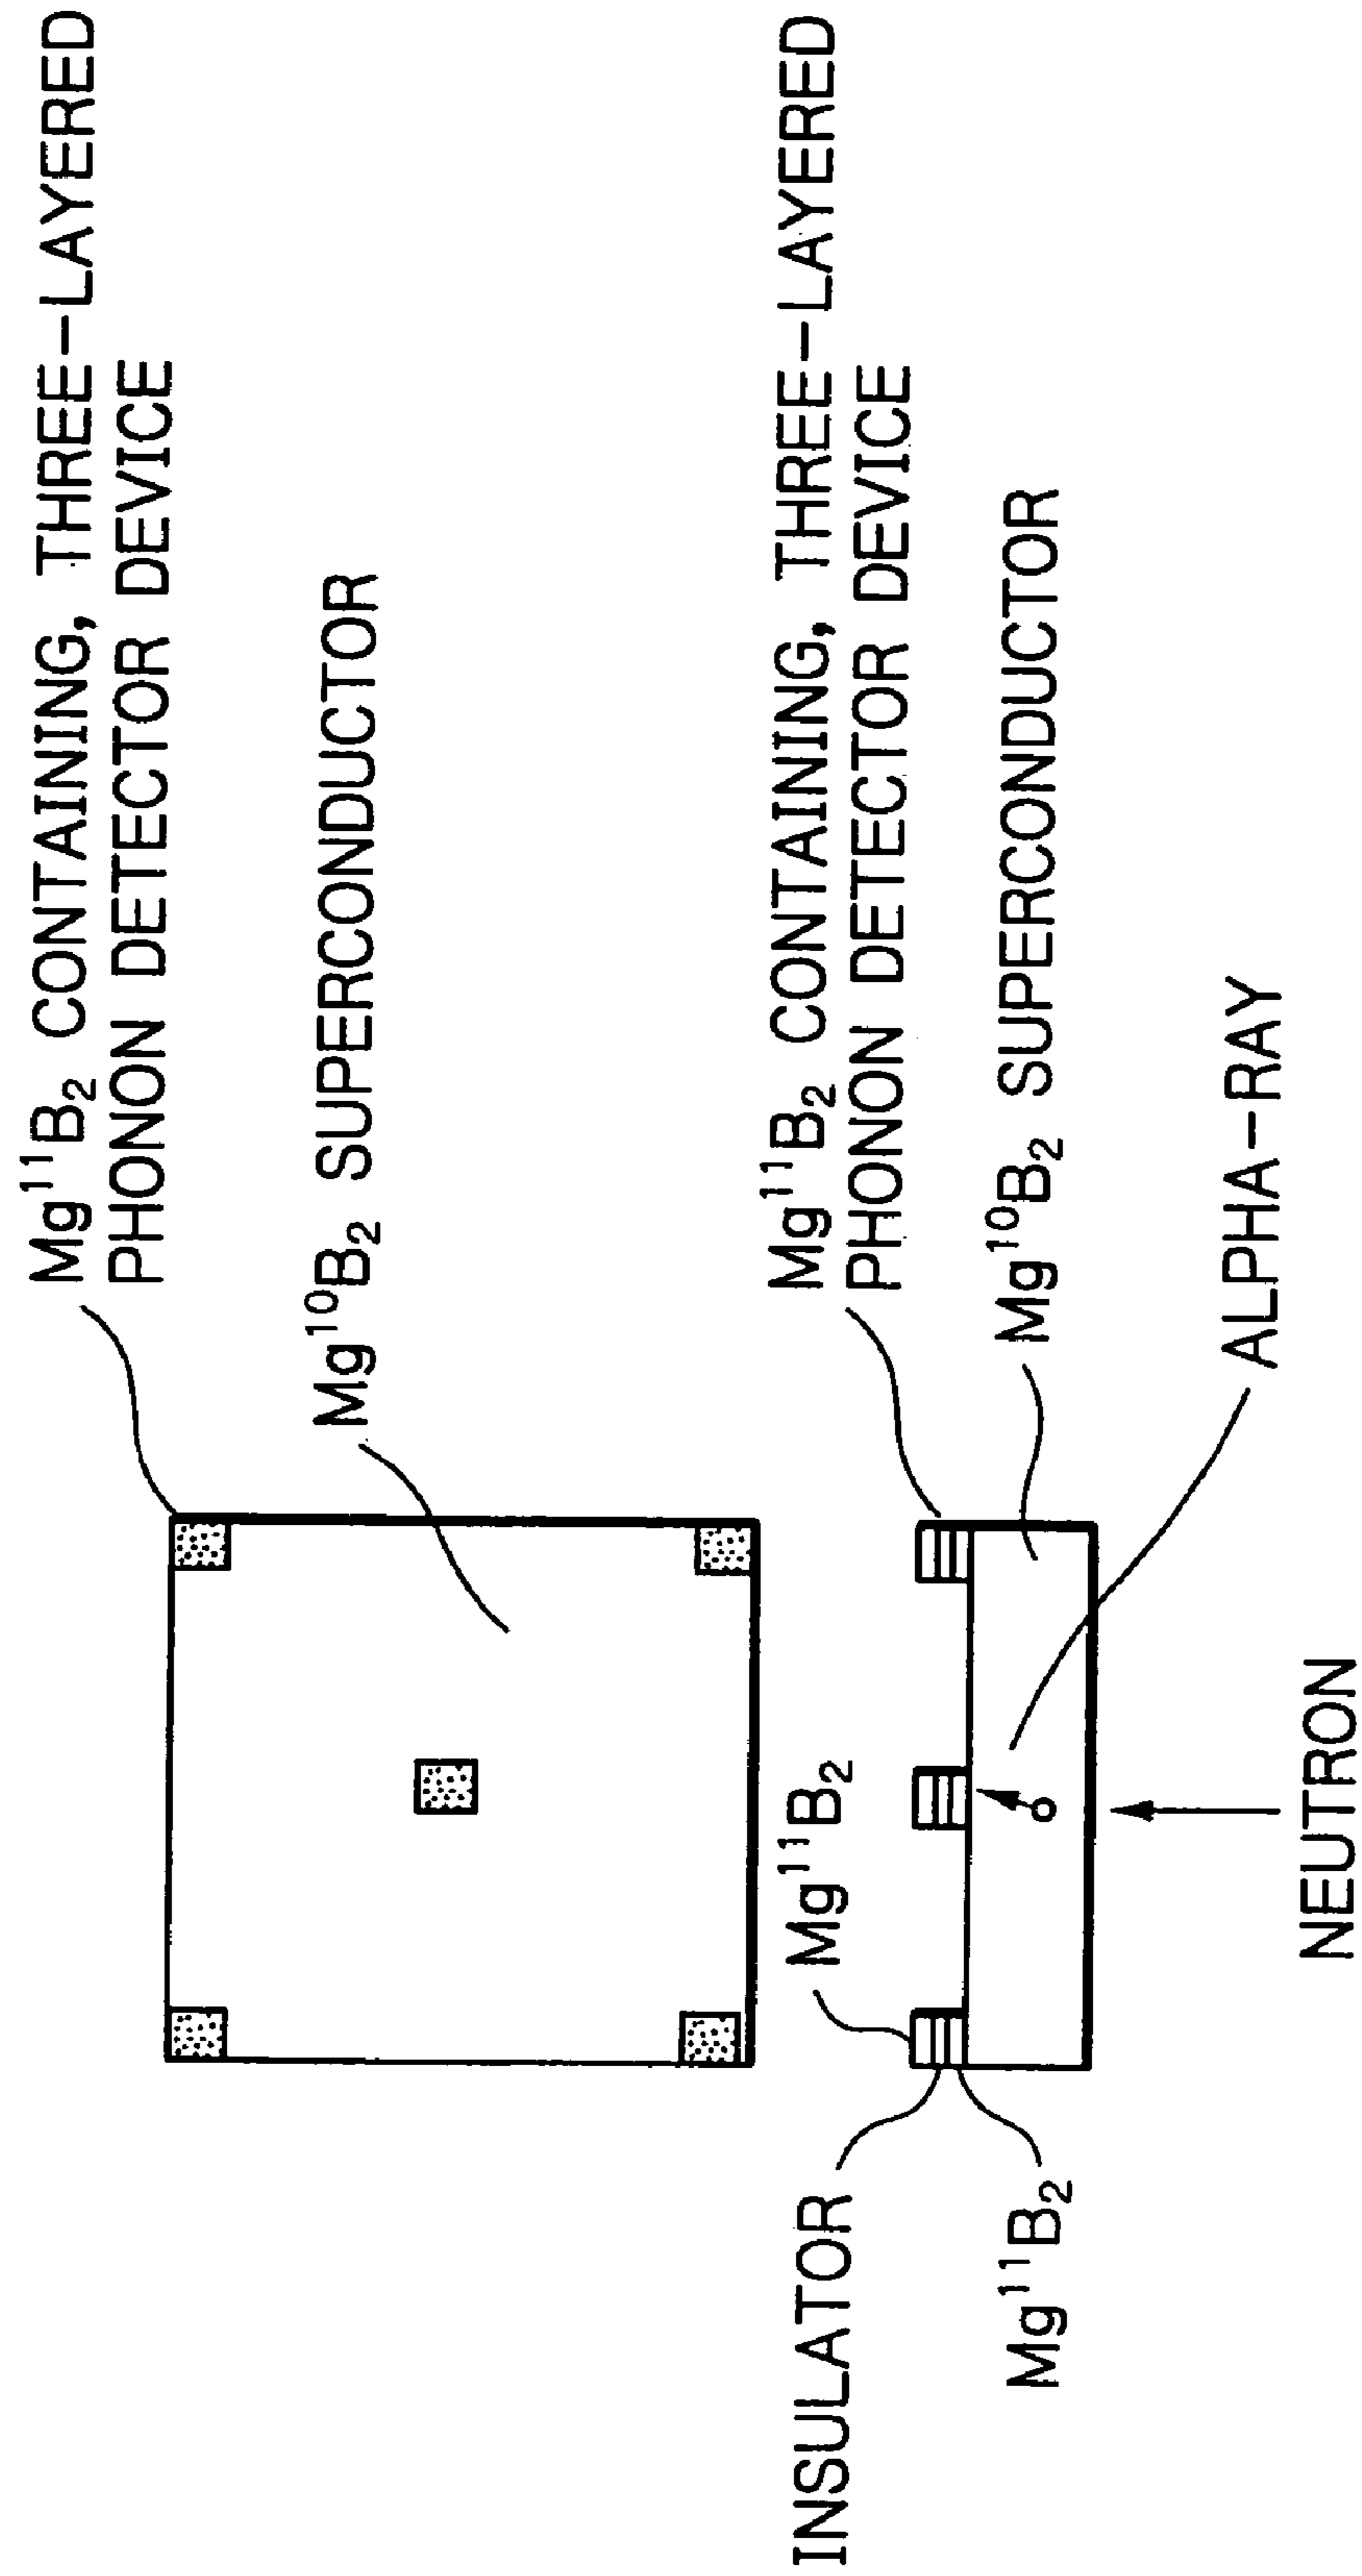 Mg¹¹B₂ CONTAINING, THREE-LAYERED
PHONON DETECTOR DEVICE
Mg¹⁰B₂ SUPERCONDUCTOR
Mg¹¹B₂ CONTAINING, THREE-LAYERED
PHONON DETECTOR DEVICE
Mg¹¹B₂
INSULATOR
Mg¹⁰B₂ SUPERCONDUCTOR
Mg¹¹B₂
ALPHA-RAY
NEUTRON